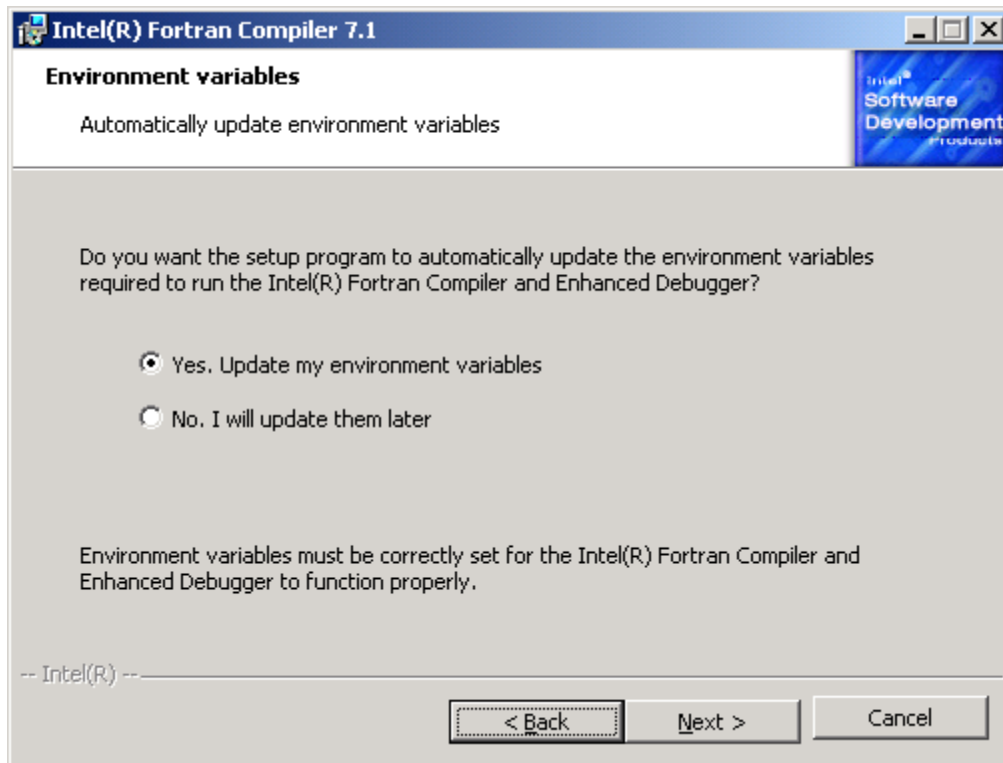 Intel(R) Fortran Compiler 7.1
Environment variables
Automatically update environment variables
intel®
Software
Development
Products
Do you want the setup program to automatically update the environment variables
required to run the Intel(R) Fortran Compiler and Enhanced Debugger?
Yes. Update my environment variables
No. I will update them later
Environment variables must be correctly set for the Intel(R) Fortran Compiler and
Enhanced Debugger to function properly.
-- Intel(R) --
< Back
Next >
Cancel